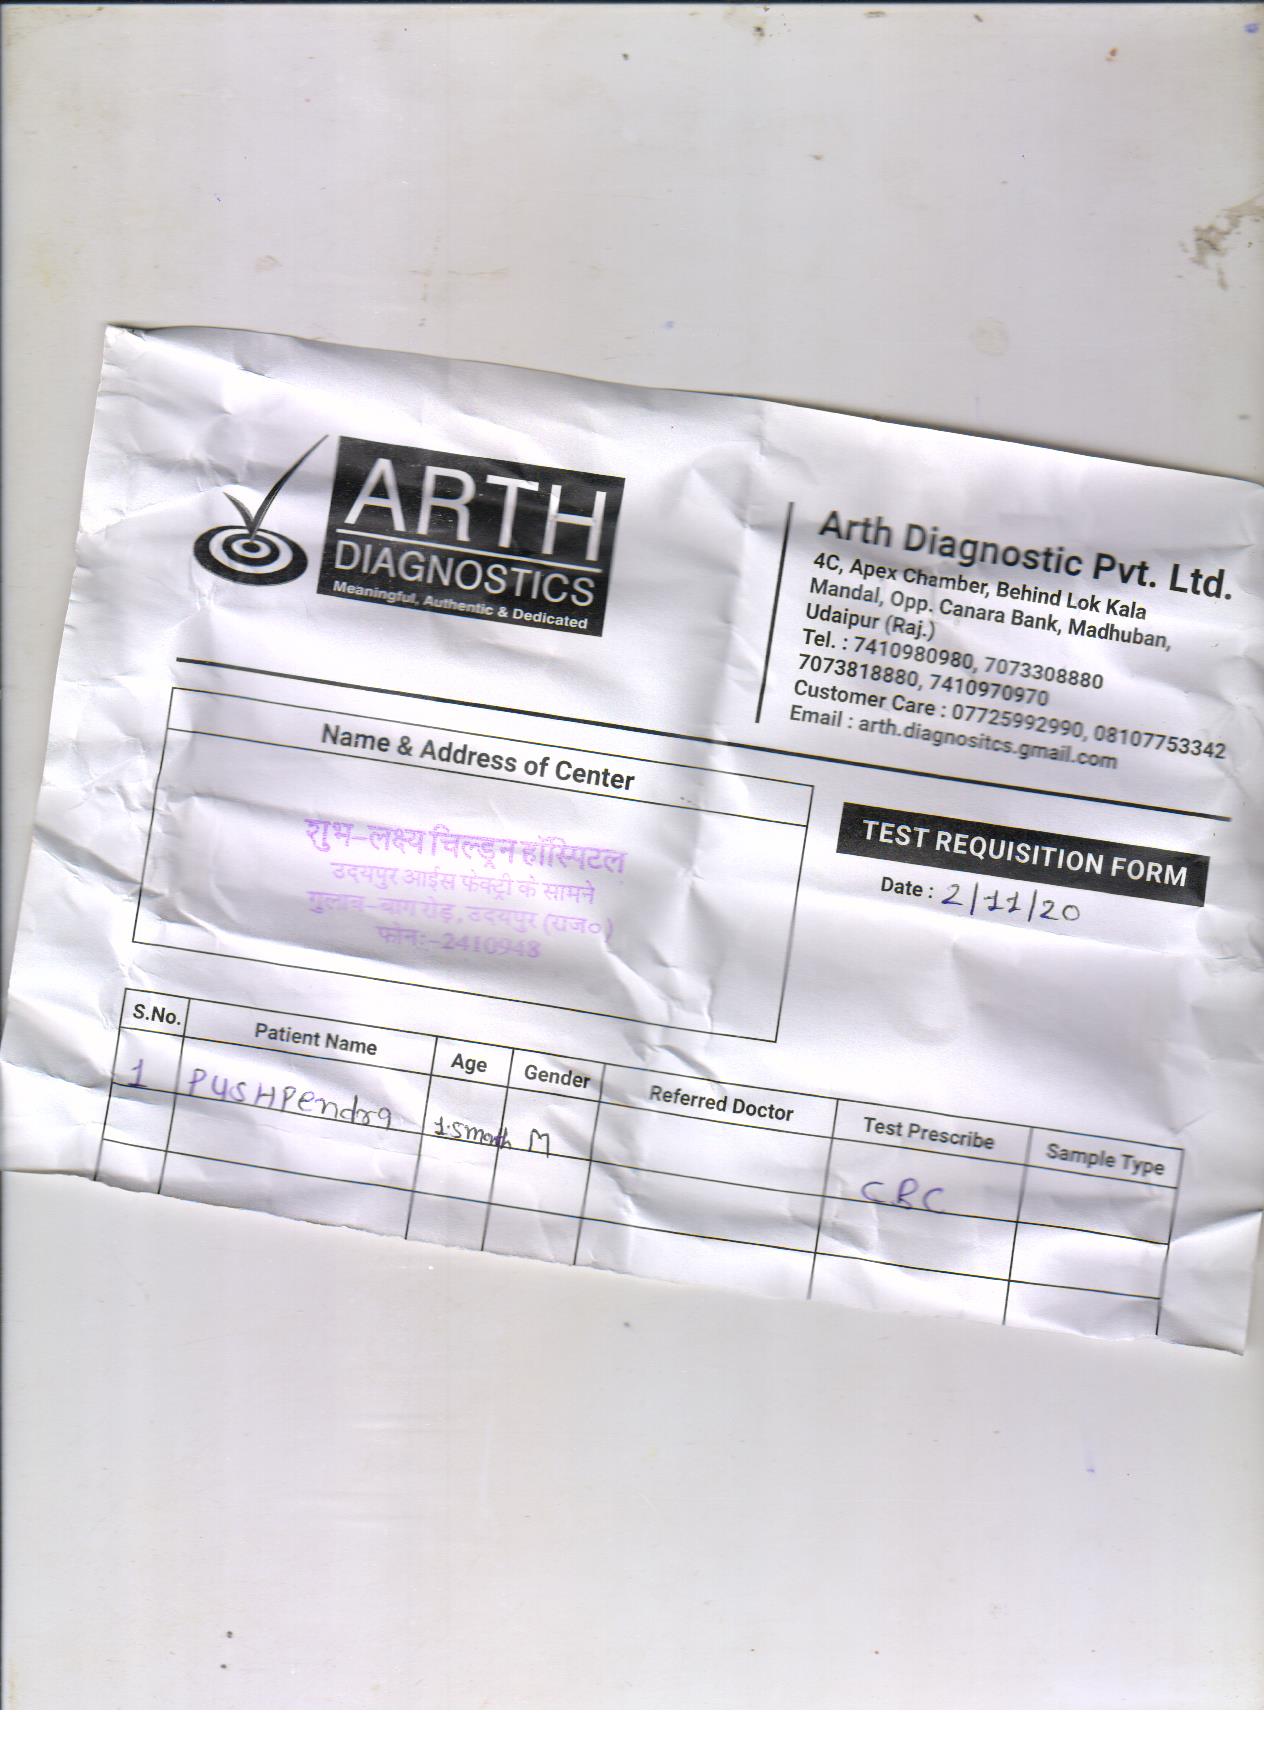 ARTH
DIAGNOSTICS
Meaningful, Authentic & Dedicated
Arth Diagnostic Pvt. Ltd.
4C, Apex Chamber, Behind Lok Kala
Mandal, Opp. Canara Bank, Madhuban,
Udaipur (Raj.)
Tel. : 7410980980, 7073308880
7073818880, 7410970970
Customer Care : 07725992990, 08107753342
Email : arth.diagnositcs.gmail.com
Name & Address of Center
शुभ-लक्ष्य चिल्ड्रन हॉस्पिटल
उदयपुर आईस फेक्ट्री के सामने
गुलाब-बाग रोड़, उदयपुर (राज०)
फोनः-2410948
TEST REQUISITION FORM
Date : 2/11/20
S.No. Patient Name Age Gender Referred Doctor Test Prescribe Sample Type
1 PUSHPendra 1.5month M CBC